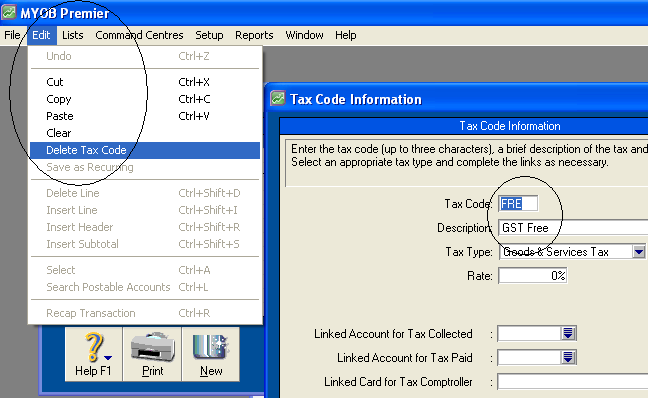 MYOB Premier
File Edit Lists Command Centres Setup Reports Window Help
Undo Ctrl+Z
Cut Ctrl+X
Copy Ctrl+C
Paste Ctrl+V
Clear
Delete Tax Code
Save as Recurring
Delete Line Ctrl+Shift+D
Insert Line Ctrl+Shift+I
Insert Header Ctrl+Shift+R
Insert Subtotal Ctrl+Shift+S
Select Ctrl+A
Search Postable Accounts Ctrl+L
Recap Transaction Ctrl+R
Help F1 Print New
Tax Code Information
Tax Code Information
Enter the tax code (up to three characters), a brief description of the tax and
Select an appropriate tax type and complete the links as necessary.
Tax Code: FRE
Description: GST Free
Tax Type: Goods & Services Tax
Rate: 0%
Linked Account for Tax Collected :
Linked Account for Tax Paid :
Linked Card for Tax Comptroller :